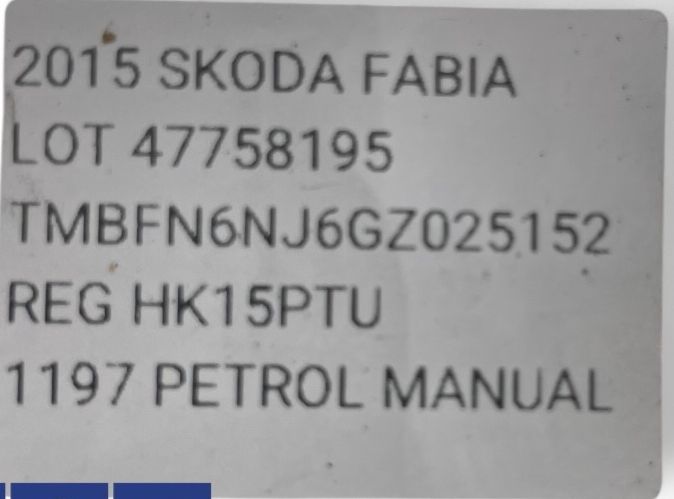 2015 SKODA FABIA
LOT 47758195
TMBFN6NJ6GZ025152
REG HK15PTU
1197 PETROL MANUAL